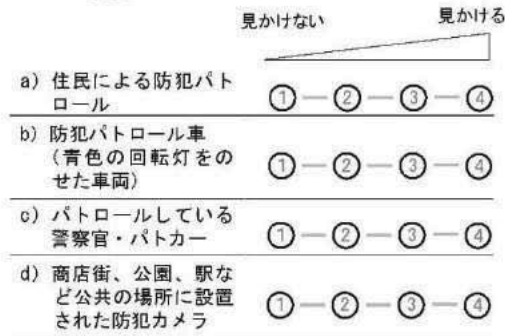 見かけない 見かける
a) 住民による防犯パト
ロール
① — ② — ③ — ④
b) 防犯パトロール車
(青色の回転灯をの
せた車両)
① — ② — ③ — ④
c) パトロールしている
警察官・パトカー
① — ② — ③ — ④
d) 商店街、公園、駅な
ど公共の場所に設置
された防犯カメラ
① — ② — ③ — ④